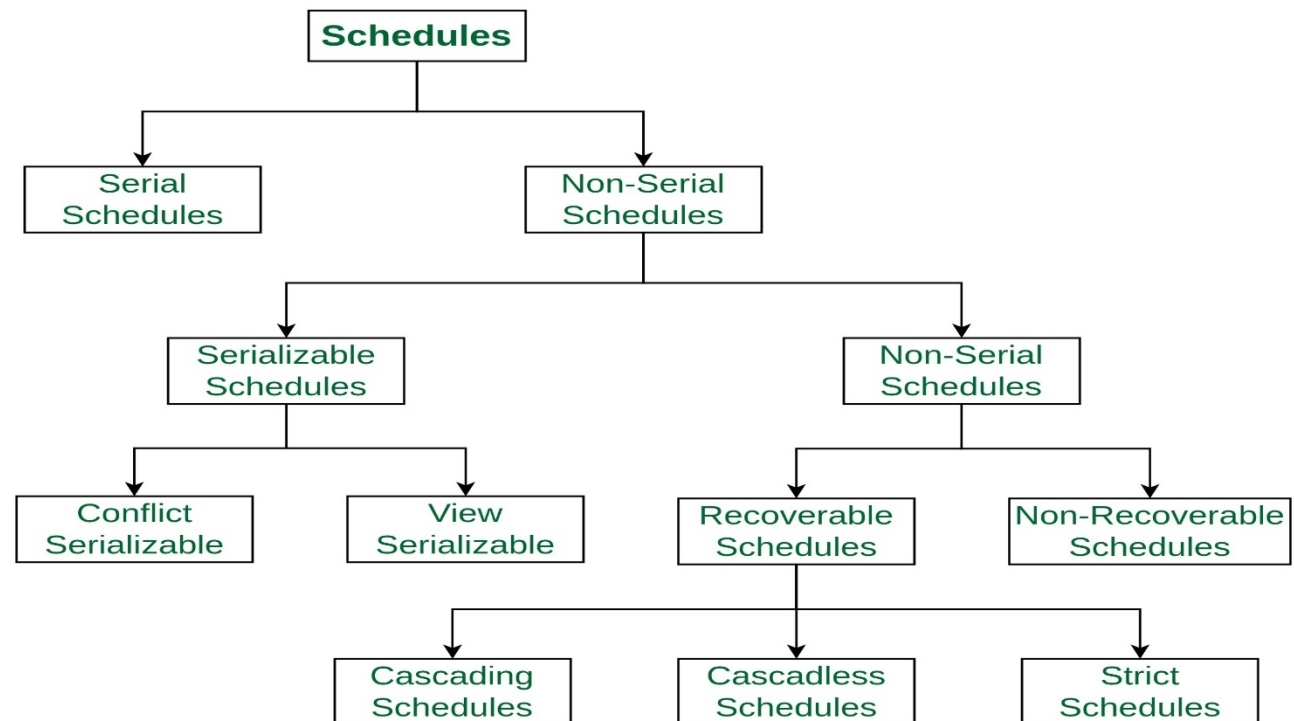 Schedules
Serial
Schedules
Non-Serial
Schedules
Serializable
Schedules
Non-Serial
Schedules
Conflict
Serializable
View
Serializable
Recoverable
Schedules
Non-Recoverable
Schedules
Cascading
Schedules
Cascadless
Schedules
Strict
Schedules